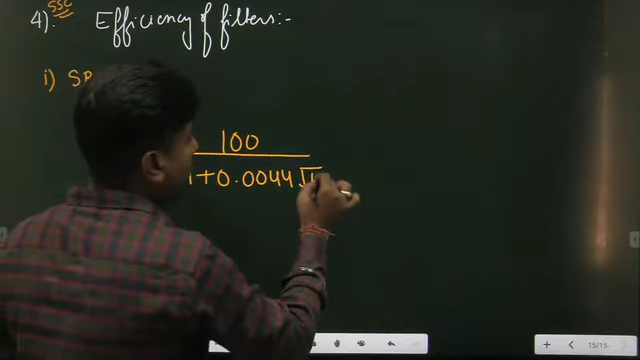 SSC
4). Efficiency of filters:-
i) SP
100
1+0.0044√
15/15